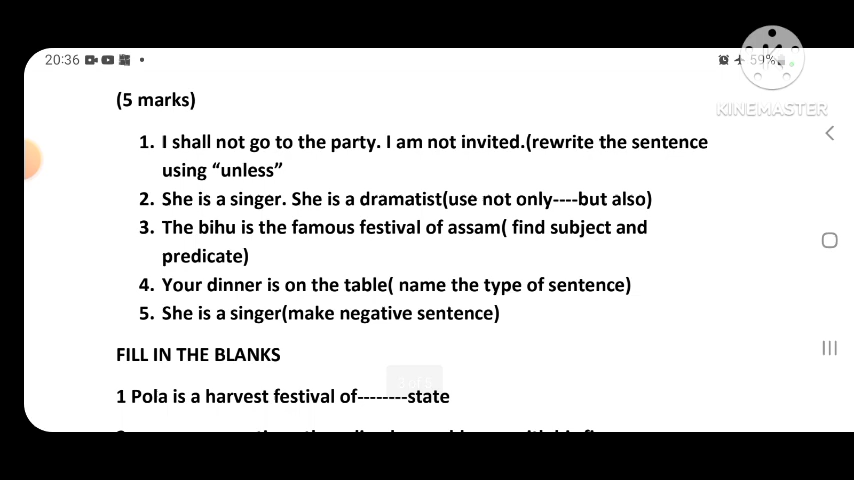 20:36
59%
KINEMASTER
(5 marks)
1. I shall not go to the party. I am not invited.(rewrite the sentence
using “unless”
2. She is a singer. She is a dramatist(use not only----but also)
3. The bihu is the famous festival of assam( find subject and
predicate)
4. Your dinner is on the table( name the type of sentence)
5. She is a singer(make negative sentence)
FILL IN THE BLANKS
1 Pola is a harvest festival of--------state